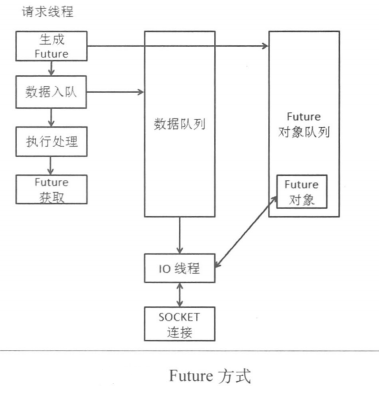 请求线程
生成
Future
数据入队
执行处理
Future
获取
数据队列
Future
对象队列
Future
对象
IO 线程
SOCKET
连接
Future 方式